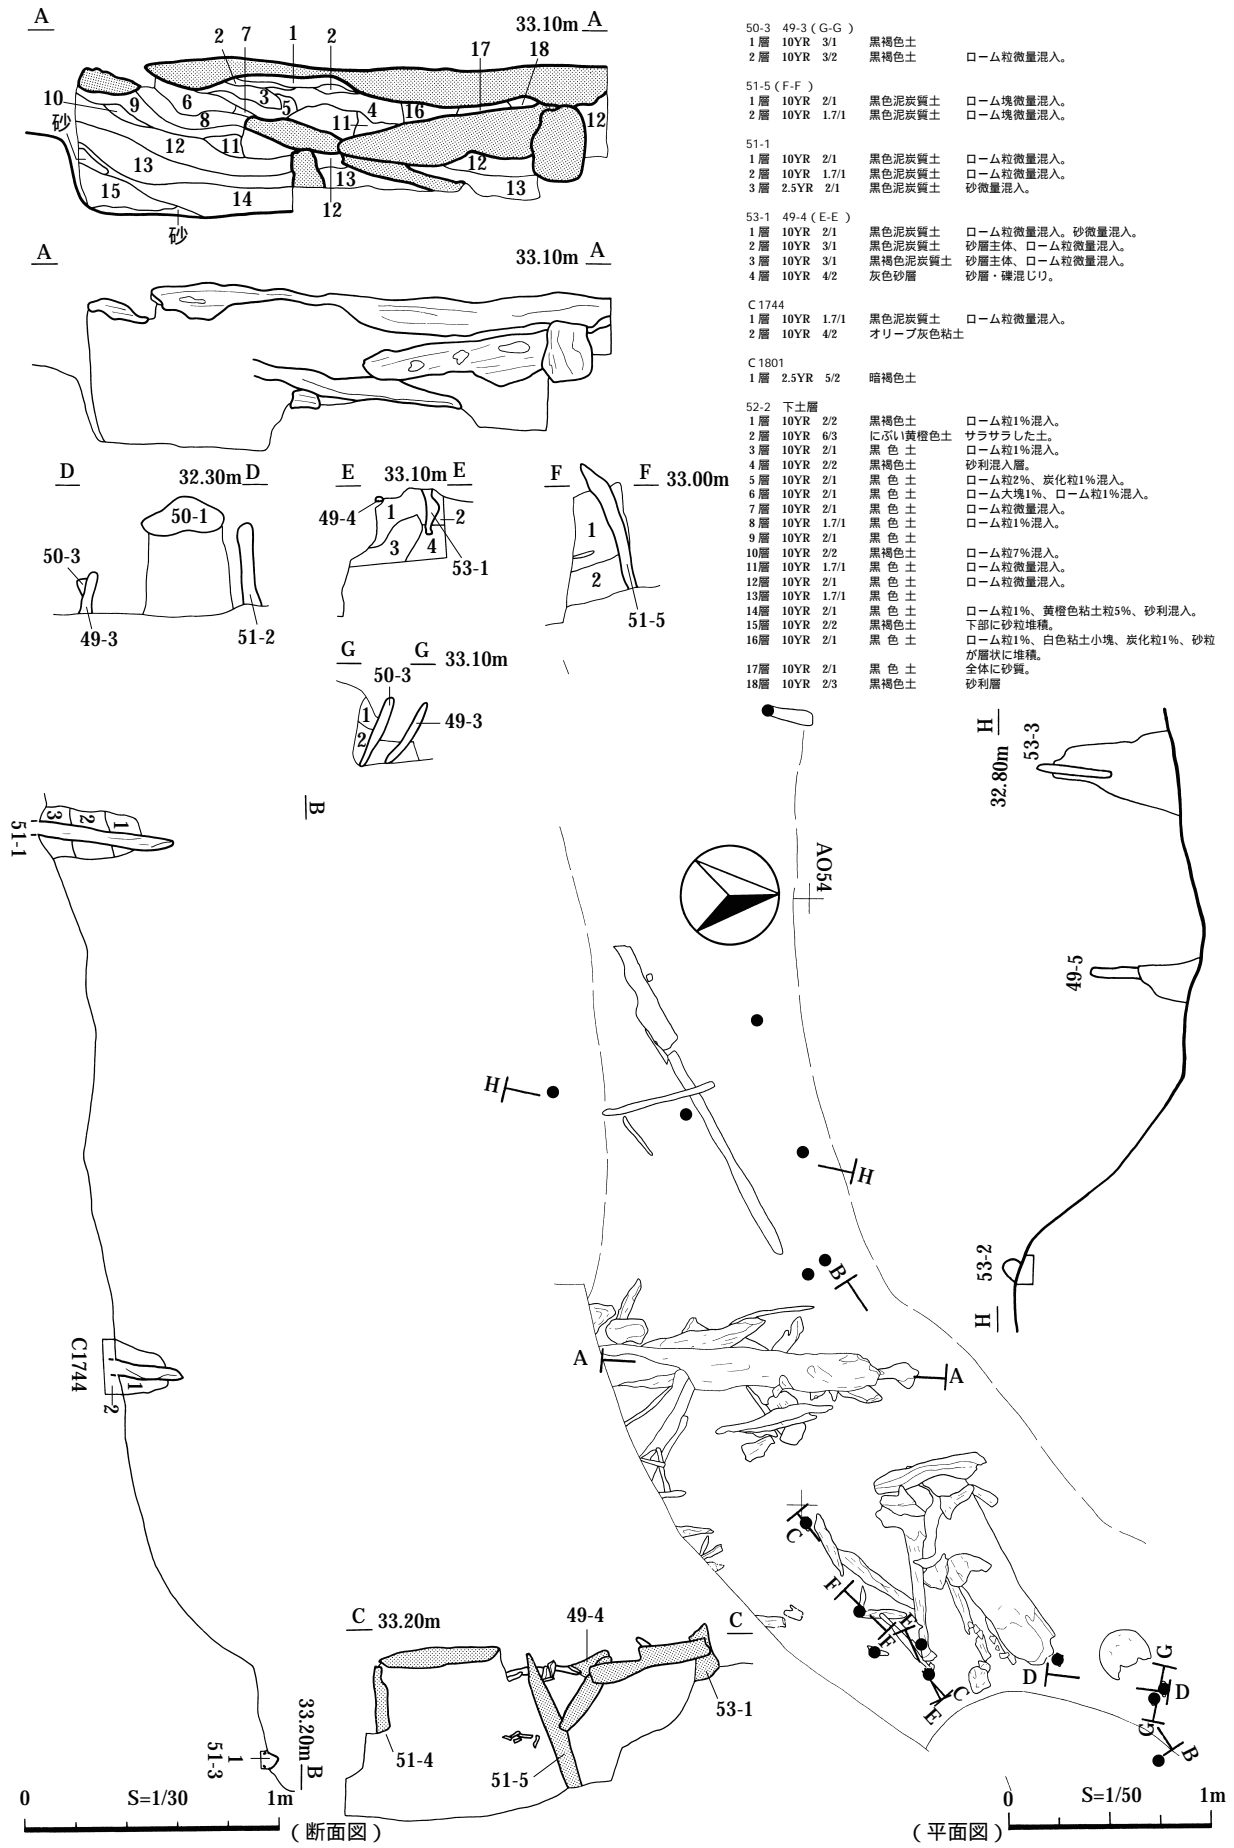 A 33.10m A
2 7 1 2 17 18
10 9 6 3 5 4 16 12
砂 8 11
12 11 12
13 13 13
15 14 12
砂
A 33.10m A
D 32.30m D
50-1
50-3
49-3 51-2
E 33.10m E
49-4 1 2
3 4
53-1
F F 33.00m
1
2
51-5
G G 33.10m
50-3
1
2 49-3
50-3 49-3(G-G)
1層 10YR 3/1 黒褐色土
2層 10YR 3/2 黒褐色土 ローム粒微量混入。
51-5(F-F)
1層 10YR 2/1 黒色泥炭質土 ローム塊微量混入。
2層 10YR 1.7/1 黒色泥炭質土 ローム塊微量混入。
51-1
1層 10YR 2/1 黒色泥炭質土 ローム粒微量混入。
2層 10YR 1.7/1 黒色泥炭質土 ローム粒微量混入。
3層 2.5YR 2/1 黒色泥炭質土 砂微量混入。
53-1 49-4(E-E)
1層 10YR 2/1 黒色泥炭質土 ローム粒微量混入。砂微量混入。
2層 10YR 3/1 黒色泥炭質土 砂層主体、ローム粒微量混入。
3層 10YR 3/1 黒褐色泥炭質土 砂層主体、ローム粒微量混入。
4層 10YR 4/2 灰色砂層 砂層・礫混じり。
C1744
1層 10YR 1.7/1 黒色泥炭質土 ローム粒微量混入。
2層 10YR 4/2 オリーブ灰色粘土
C1801
1層 2.5YR 5/2 暗褐色土
52-2 下土層
1層 10YR 2/2 黒褐色土 ローム粒1%混入。
2層 10YR 6/3 にぶい黄橙色土 サラサラした土。
3層 10YR 2/1 黒色土 ローム粒1%混入。
4層 10YR 2/2 黒褐色土 砂利混入層。
5層 10YR 2/1 黒色土 ローム粒2%、炭化粒1%混入。
6層 10YR 2/1 黒色土 ローム大塊1%、ローム粒1%混入。
7層 10YR 2/1 黒色土 ローム粒微量混入。
8層 10YR 1.7/1 黒色土 ローム粒1%混入。
9層 10YR 2/1 黒色土
10層 10YR 2/2 黒褐色土 ローム粒7%混入。
11層 10YR 1.7/1 黒色土 ローム粒微量混入。
12層 10YR 2/1 黒色土 ローム粒微量混入。
13層 10YR 1.7/1 黒色土
14層 10YR 2/1 黒色土 ローム粒1%、黄橙色粘土粒5%、砂利混入。
15層 10YR 2/2 黒褐色土 下部に砂粒堆積。
16層 10YR 2/1 黒色土 ローム粒1%、白色粘土小塊、炭化粒1%、砂粒
が層状に堆積。
17層 10YR 2/1 黒色土 全体に砂質。
18層 10YR 2/3 黒褐色土 砂利層
B
51-1
3 2 1
C1744
1
2
1
51-3
33.20m B
AO54
H
H
B
A A
C
F
F
E
E
C
D
D
G
G
B
H
32.80m
53-3
49-5
53-2
H
C 33.20m 49-4 C
53-1
51-4
51-5
0 S=1/30 1m
(断面図)
0 S=1/50 1m
(平面図)